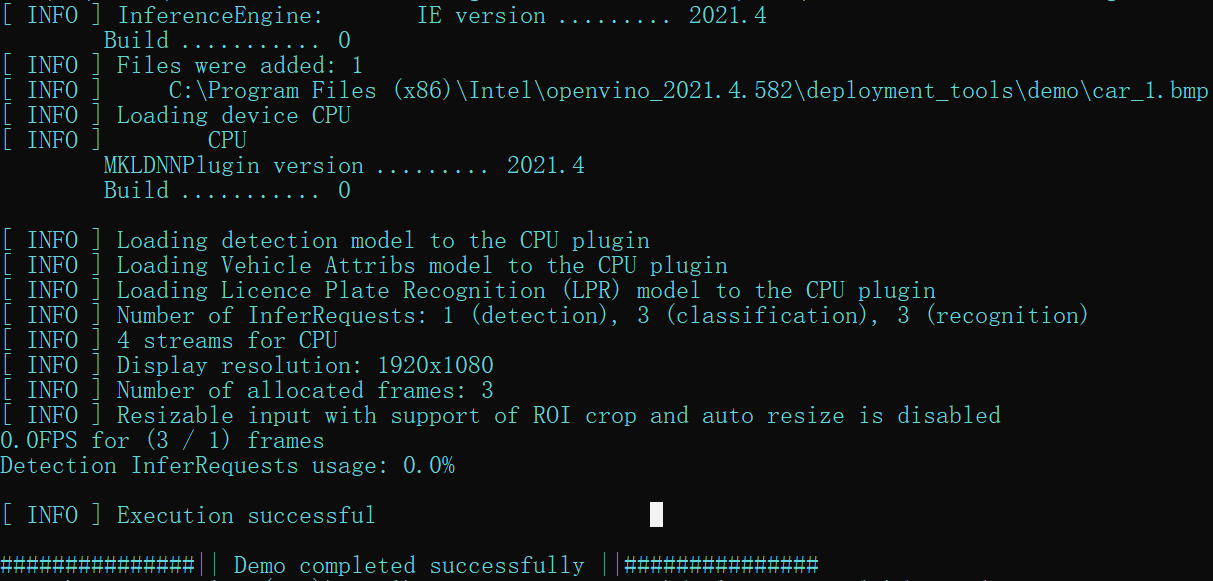 [ INFO ] InferenceEngine: IE version ......... 2021.4
Build ........... 0
[ INFO ] Files were added: 1
[ INFO ] C:\Program Files (x86)\Intel\openvino_2021.4.582\deployment_tools\demo\car_1.bmp
[ INFO ] Loading device CPU
[ INFO ] CPU
MKLDNNPlugin version ......... 2021.4
Build ........... 0
[ INFO ] Loading detection model to the CPU plugin
[ INFO ] Loading Vehicle Attribs model to the CPU plugin
[ INFO ] Loading Licence Plate Recognition (LPR) model to the CPU plugin
[ INFO ] Number of InferRequests: 1 (detection), 3 (classification), 3 (recognition)
[ INFO ] 4 streams for CPU
[ INFO ] Display resolution: 1920x1080
[ INFO ] Number of allocated frames: 3
[ INFO ] Resizable input with support of ROI crop and auto resize is disabled
0.0FPS for (3 / 1) frames
Detection InferRequests usage: 0.0%
[ INFO ] Execution successful
###############|| Demo completed successfully ||###############